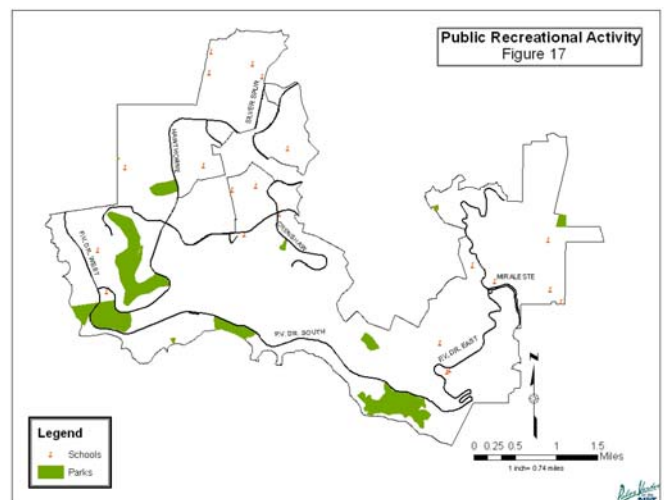 Public Recreational Activity
Figure 17
SILVER SPUR
HAWTHORNE
CRENSHAW
P.V. DR. WEST
MIRALESTE
P.V. DR. SOUTH
P.V. DR. EAST
N
Legend
Schools
Parks
0 0.25 0.5 1 1.5
Miles
1 inch= 0.74 miles